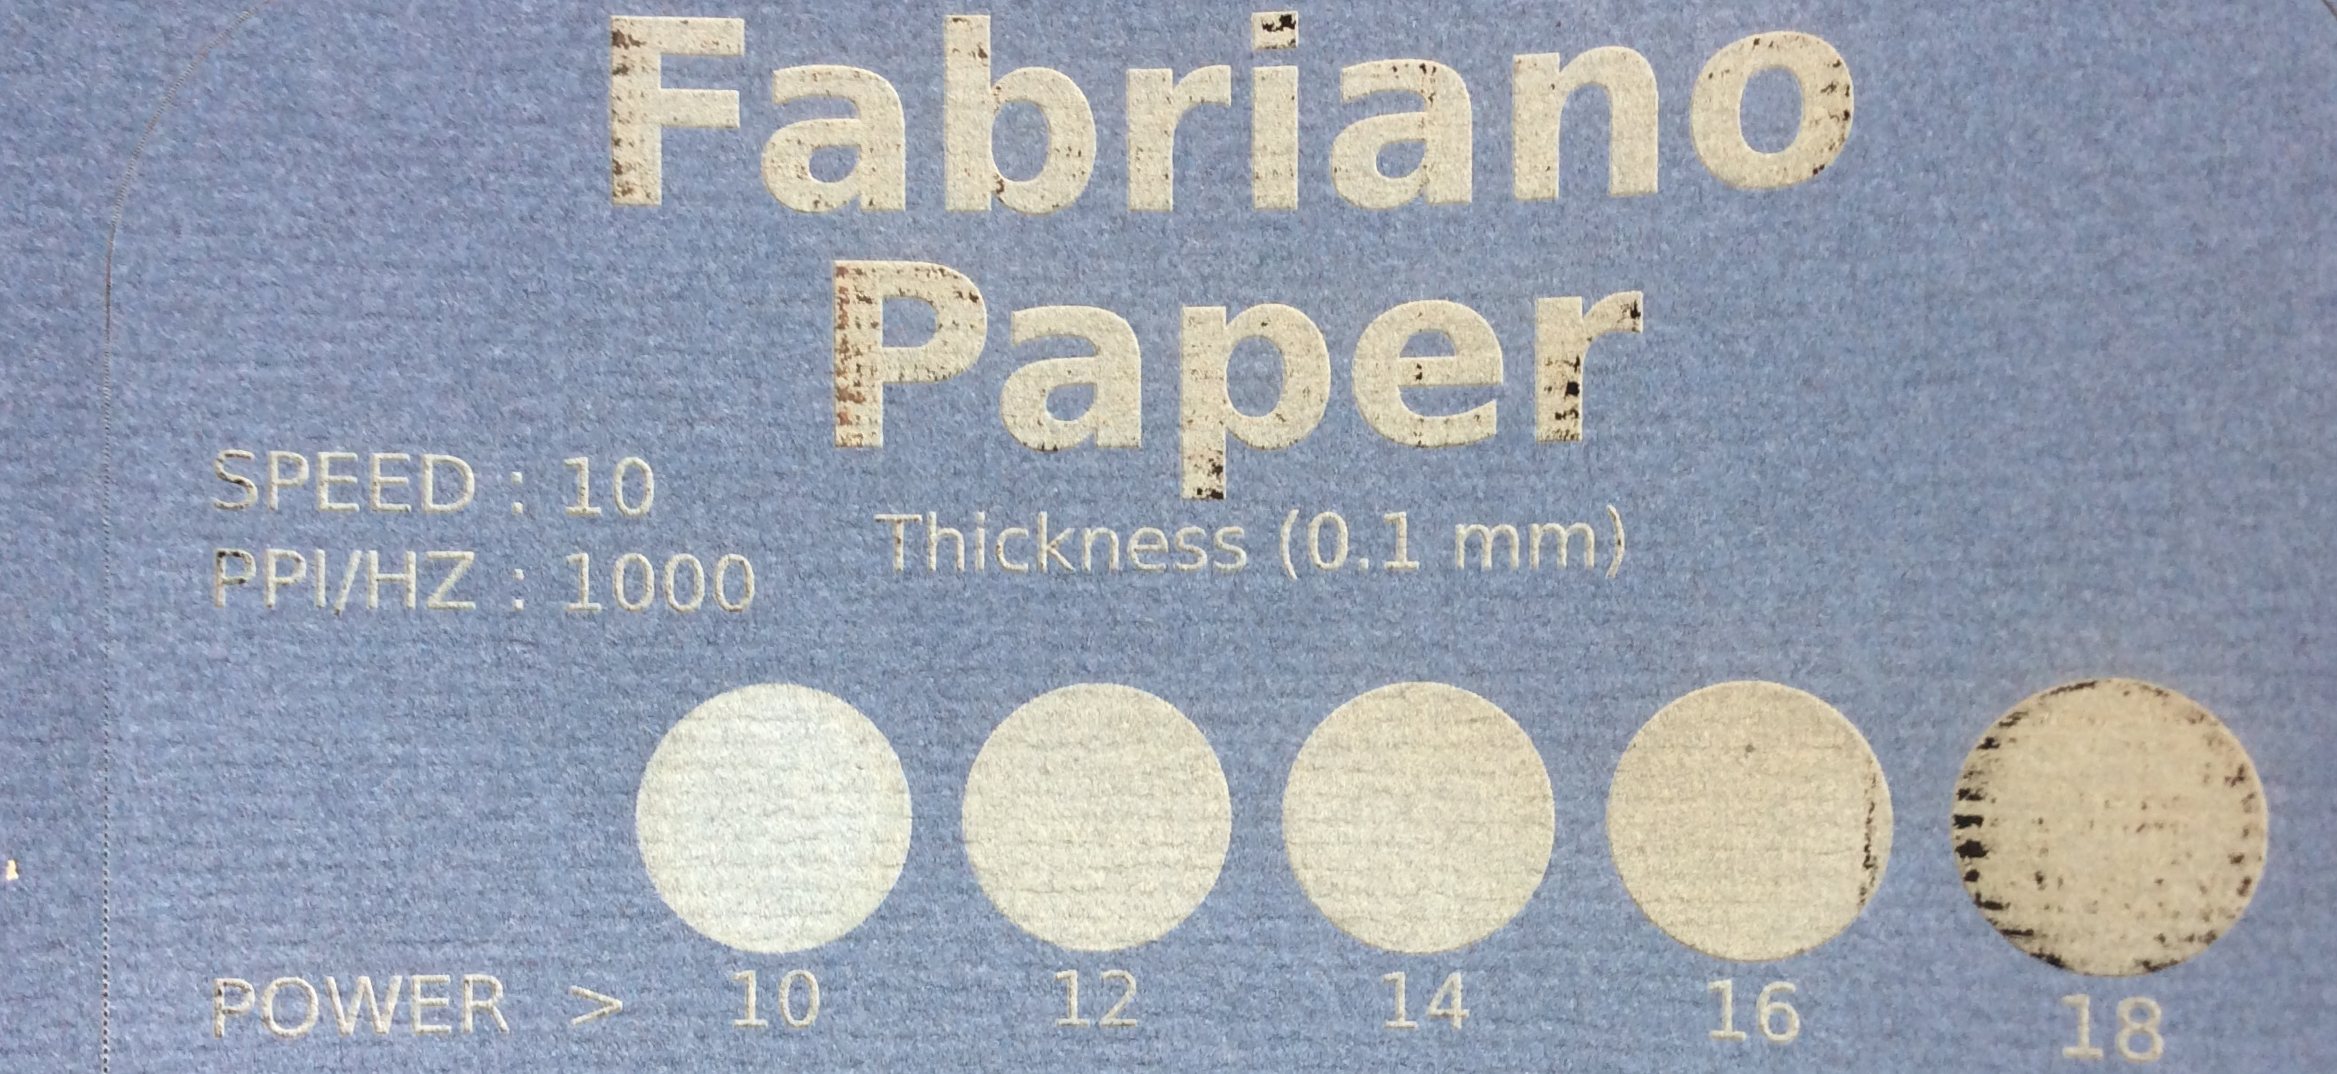 Fabriano
Paper
SPEED : 10
Thickness (0.1 mm)
PPI/HZ : 1000
POWER > 10 12 14 16 18